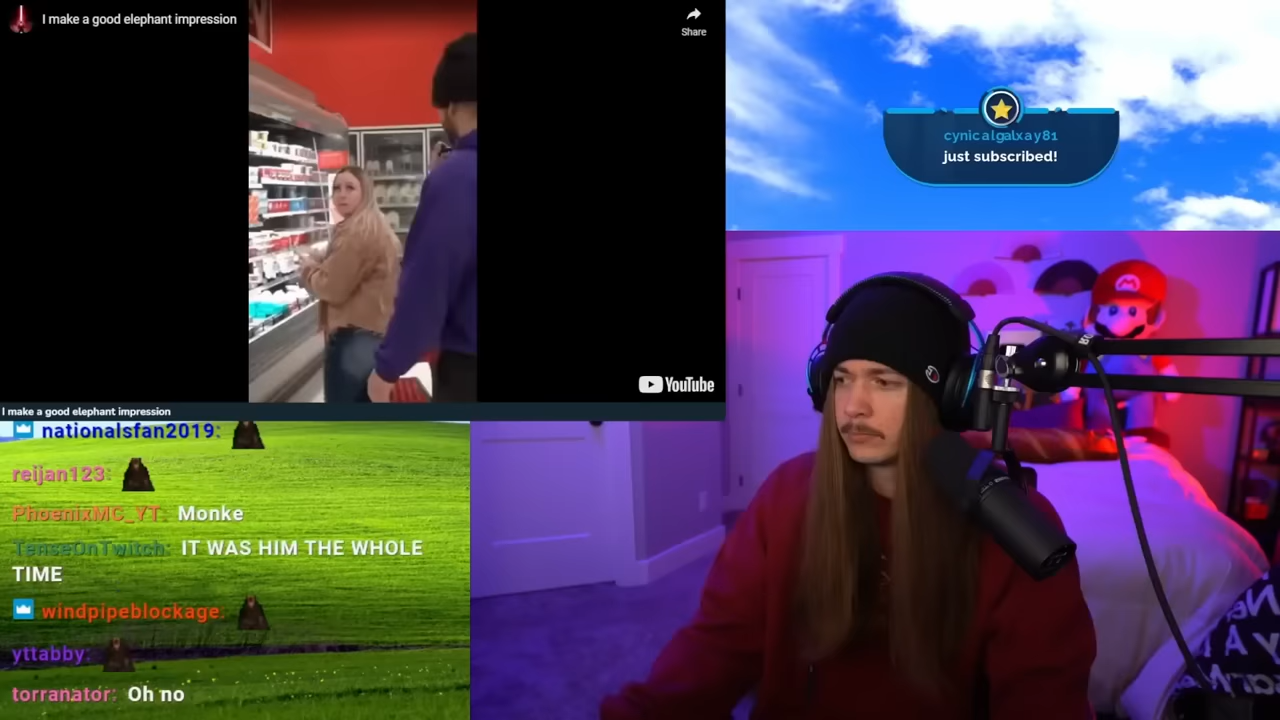 I make a good elephant impression
Share
YouTube
I make a good elephant impression
cynicalgalxay81
just subscribed!
nationalsfan2019:
reijan123:
PhoenixMC_YT: Monke
TenseOnTwitch: IT WAS HIM THE WHOLE
TIME
windpipeblockage:
yttabby:
torranator: Oh no
M